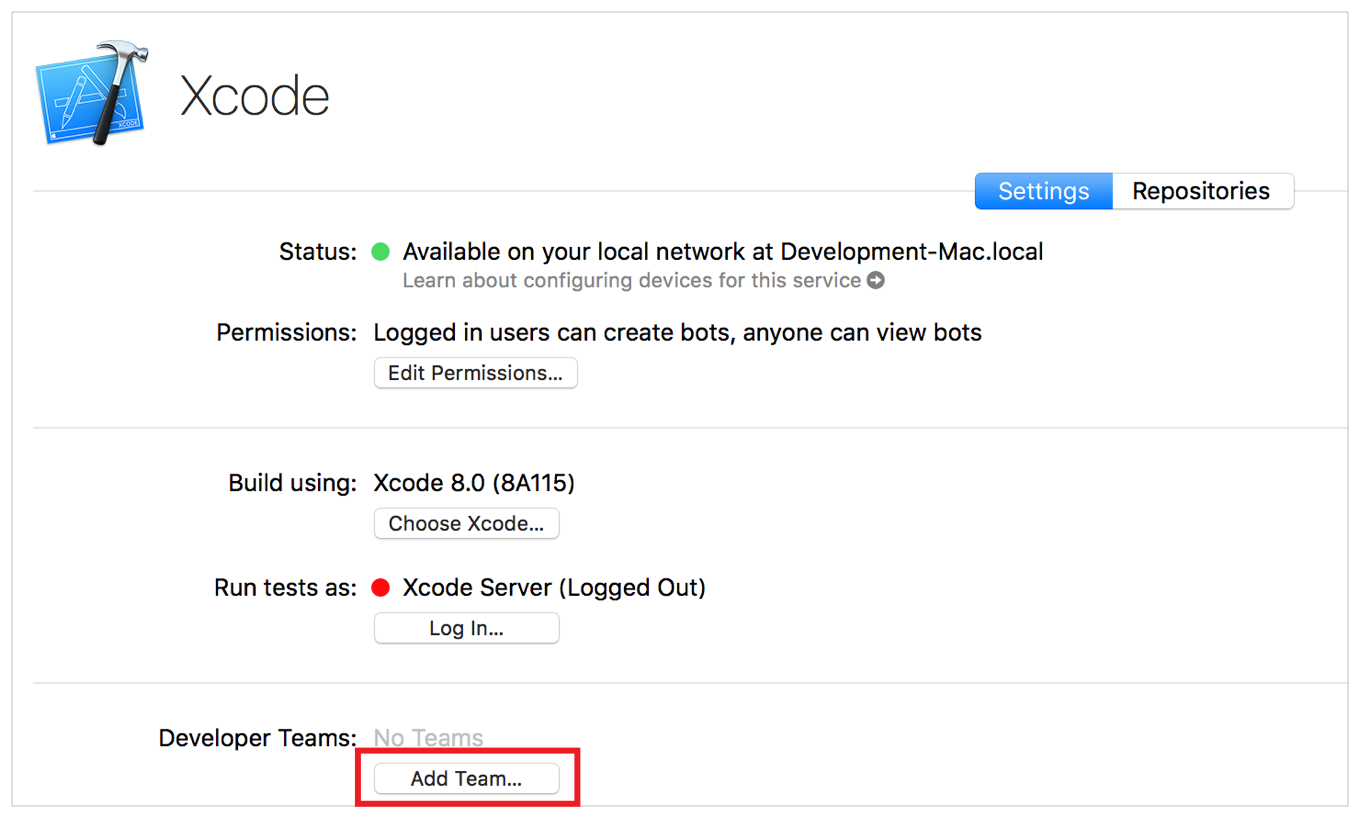 XCODE
Xcode
Settings Repositories
Status: Available on your local network at Development-Mac.local
Learn about configuring devices for this service
Permissions: Logged in users can create bots, anyone can view bots
Edit Permissions...
Build using: Xcode 8.0 (8A115)
Choose Xcode...
Run tests as: Xcode Server (Logged Out)
Log In...
Developer Teams: No Teams
Add Team...